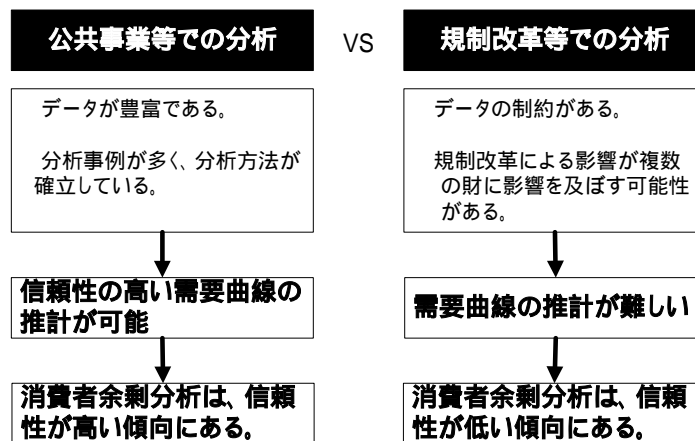 公共事業等での分析
VS
規制改革等での分析
データが豊富である。
分析事例が多く、分析方法が
確立している。
データの制約がある。
規制改革による影響が複数
の財に影響を及ぼす可能性
がある。
信頼性の高い需要曲線の
推計が可能
需要曲線の推計が難しい
消費者余剰分析は、信頼
性が高い傾向にある。
消費者余剰分析は、信頼
性が低い傾向にある。